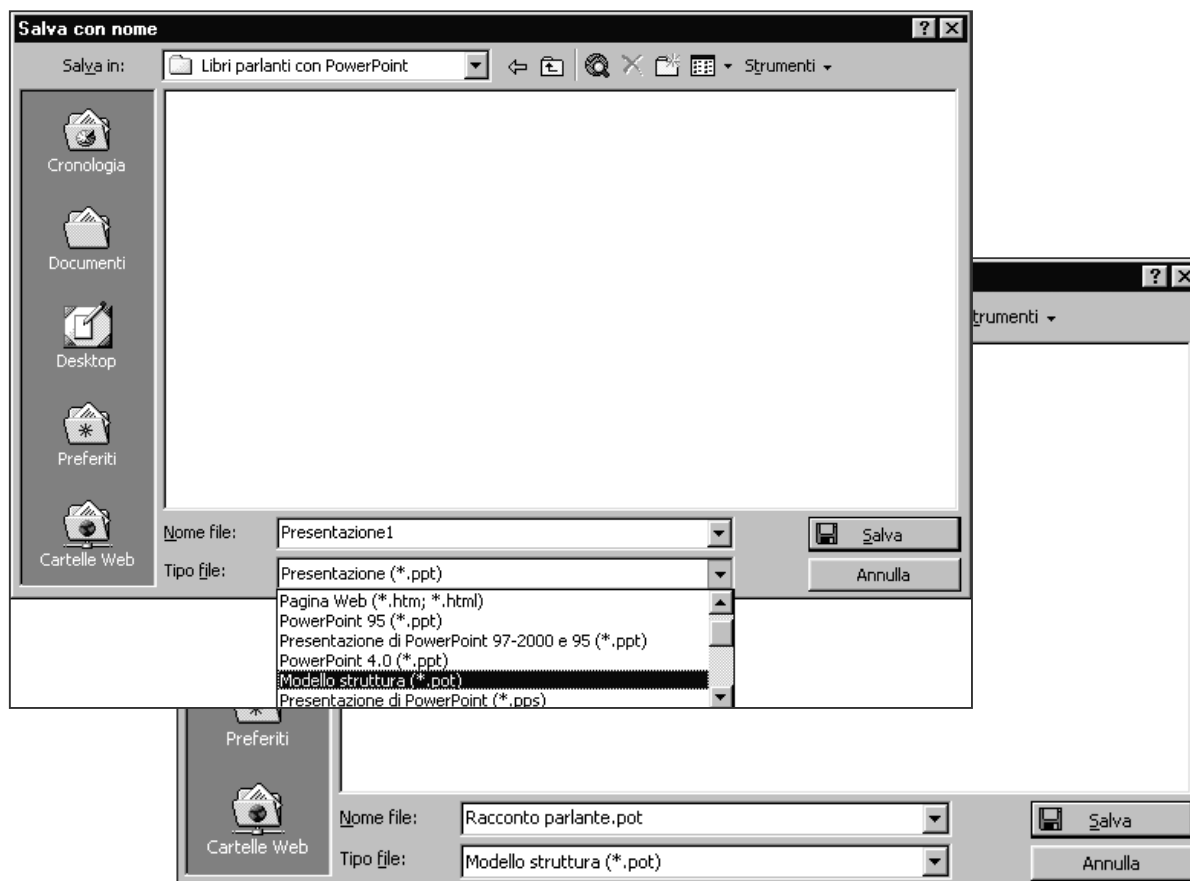 Salva con nome
Salva in: Libri parlanti con PowerPoint Strumenti
Cronologia
Documenti
Desktop
Preferiti
Cartelle Web
Nome file: Presentazione1 Salva
Tipo file: Presentazione (*.ppt) Annulla
Pagina Web (*.htm; *.html)
PowerPoint 95 (*.ppt)
Presentazione di PowerPoint 97-2000 e 95 (*.ppt)
PowerPoint 4.0 (*.ppt)
Modello struttura (*.pot)
Presentazione di PowerPoint (*.pps)
trumenti
Preferiti
Cartelle Web
Nome file: Racconto parlante.pot Salva
Tipo file: Modello struttura (*.pot) Annulla